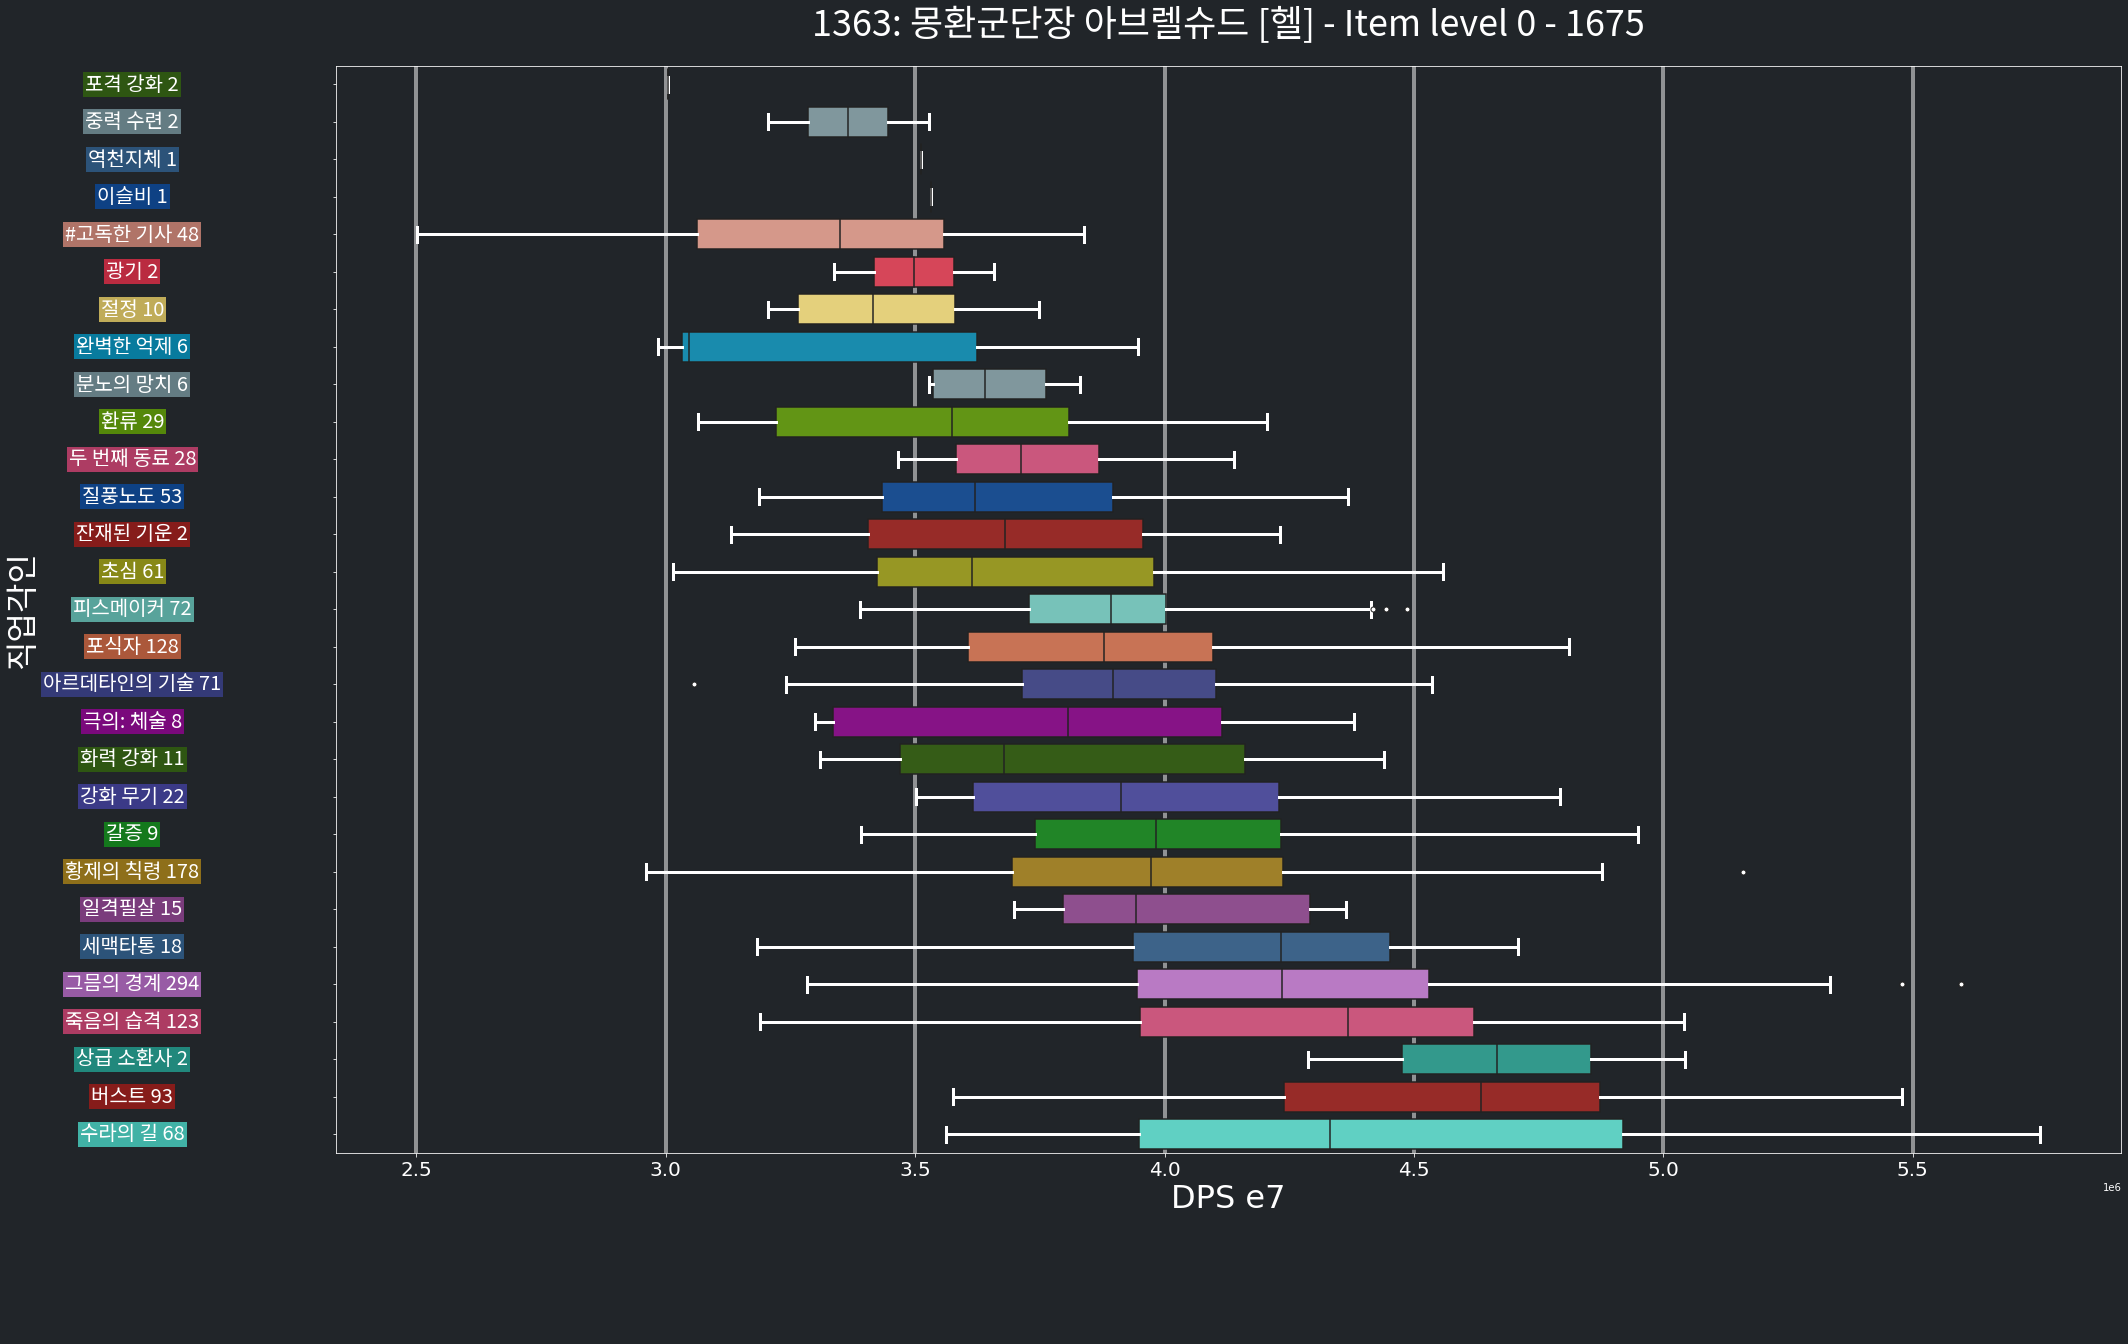 1363: 몽환군단장 아브렐슈드 [헬] - Item level 0 - 1675
직업각인
포격 강화 2
중력 수련 2
역천지체 1
이슬비 1
#고독한 기사 48
광기 2
절정 10
완벽한 억제 6
분노의 망치 6
환류 29
두 번째 동료 28
질풍노도 53
잔재된 기운 2
초심 61
피스메이커 72
포식자 128
아르데타인의 기술 71
극의: 체술 8
화력 강화 11
강화 무기 22
갈증 9
황제의 칙령 178
일격필살 15
세맥타통 18
그믐의 경계 294
죽음의 습격 123
상급 소환사 2
버스트 93
수라의 길 68
2.5 3.0 3.5 4.0 4.5 5.0 5.5
1e6
DPS e7